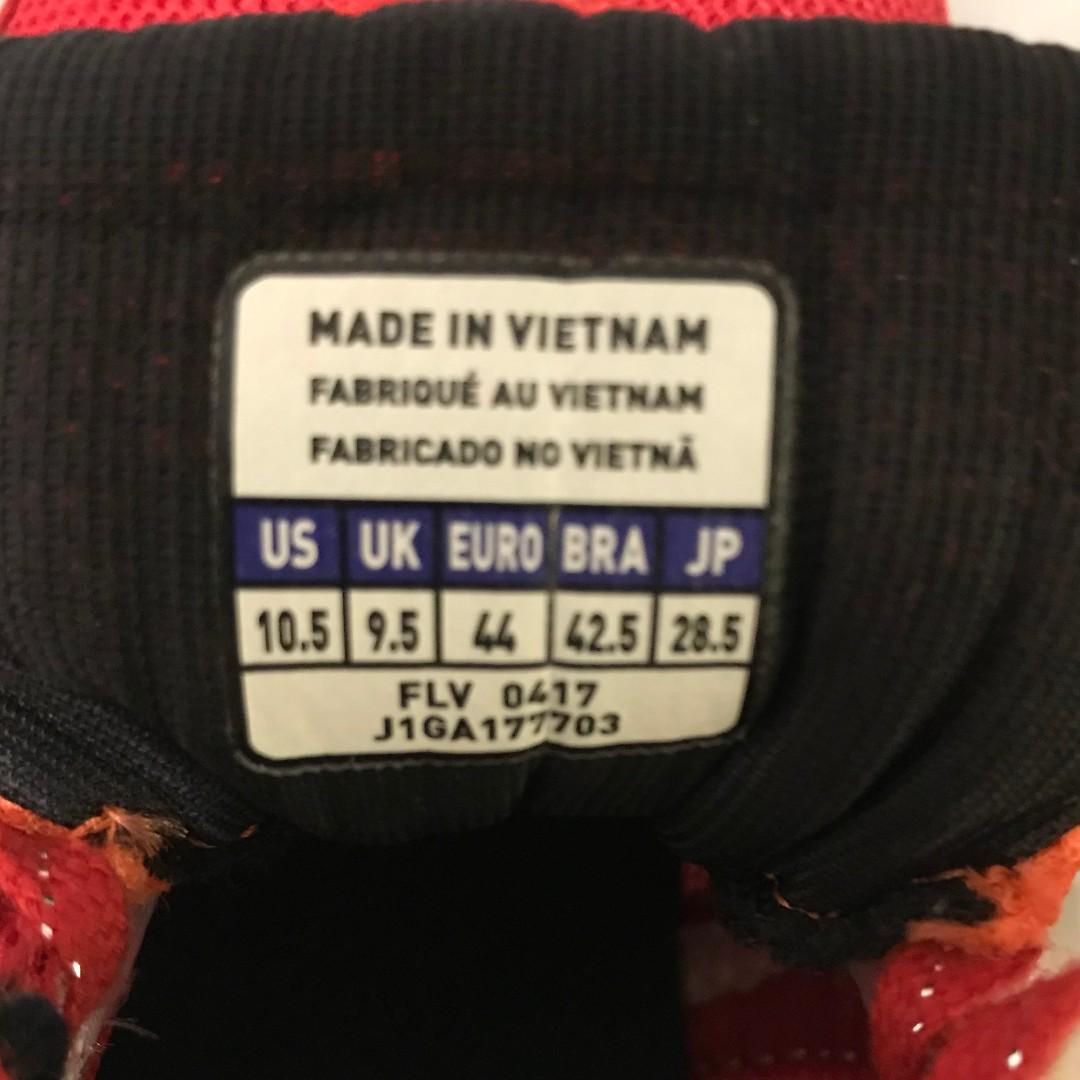 MADE IN VIETNAM
FABRIQUÉ AU VIETNAM
FABRICADO NO VIETNÃ
US UK EURO BRA JP
10.5 9.5 44 42.5 28.5
FLV 0417
J1GA177703